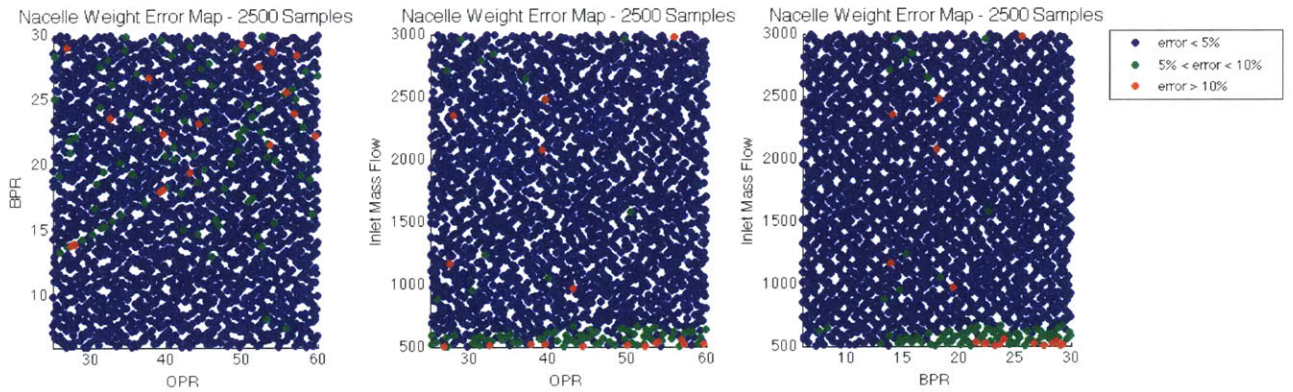 Nacelle Weight Error Map - 2500 Samples
30
25
20
15
10
BPR
30
40
50
60
OPR
Nacelle Weight Error Map - 2500 Samples
3000
2500
2000
1500
1000
500
Inlet Mass Flow
30
40
50
60
OPR
Nacelle Weight Error Map - 2500 Samples
3000
2500
2000
1500
1000
500
Inlet Mass Flow
10
15
20
25
30
BPR
error < 5%
5% < error < 10%
error > 10%